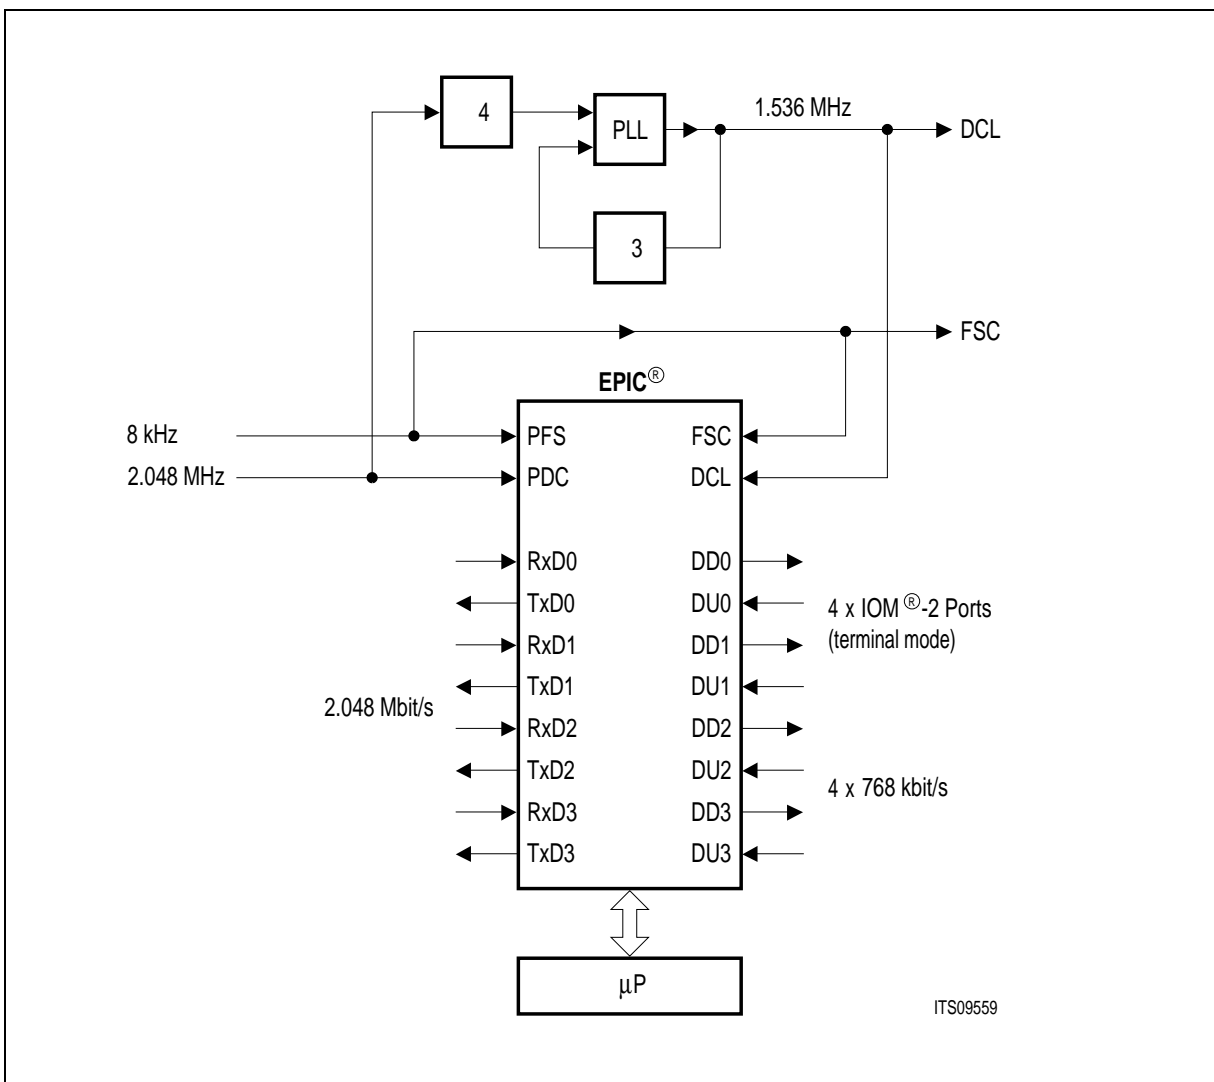 4
PLL
1.536 MHz
DCL
3
FSC
EPIC®
8 kHz
PFS
FSC
2.048 MHz
PDC
DCL
RxD0
DD0
TxD0
DU0
4 x IOM®-2 Ports
(terminal mode)
RxD1
DD1
TxD1
DU1
2.048 Mbit/s
RxD2
DD2
TxD2
DU2
4 x 768 kbit/s
RxD3
DD3
TxD3
DU3
µP
ITS09559